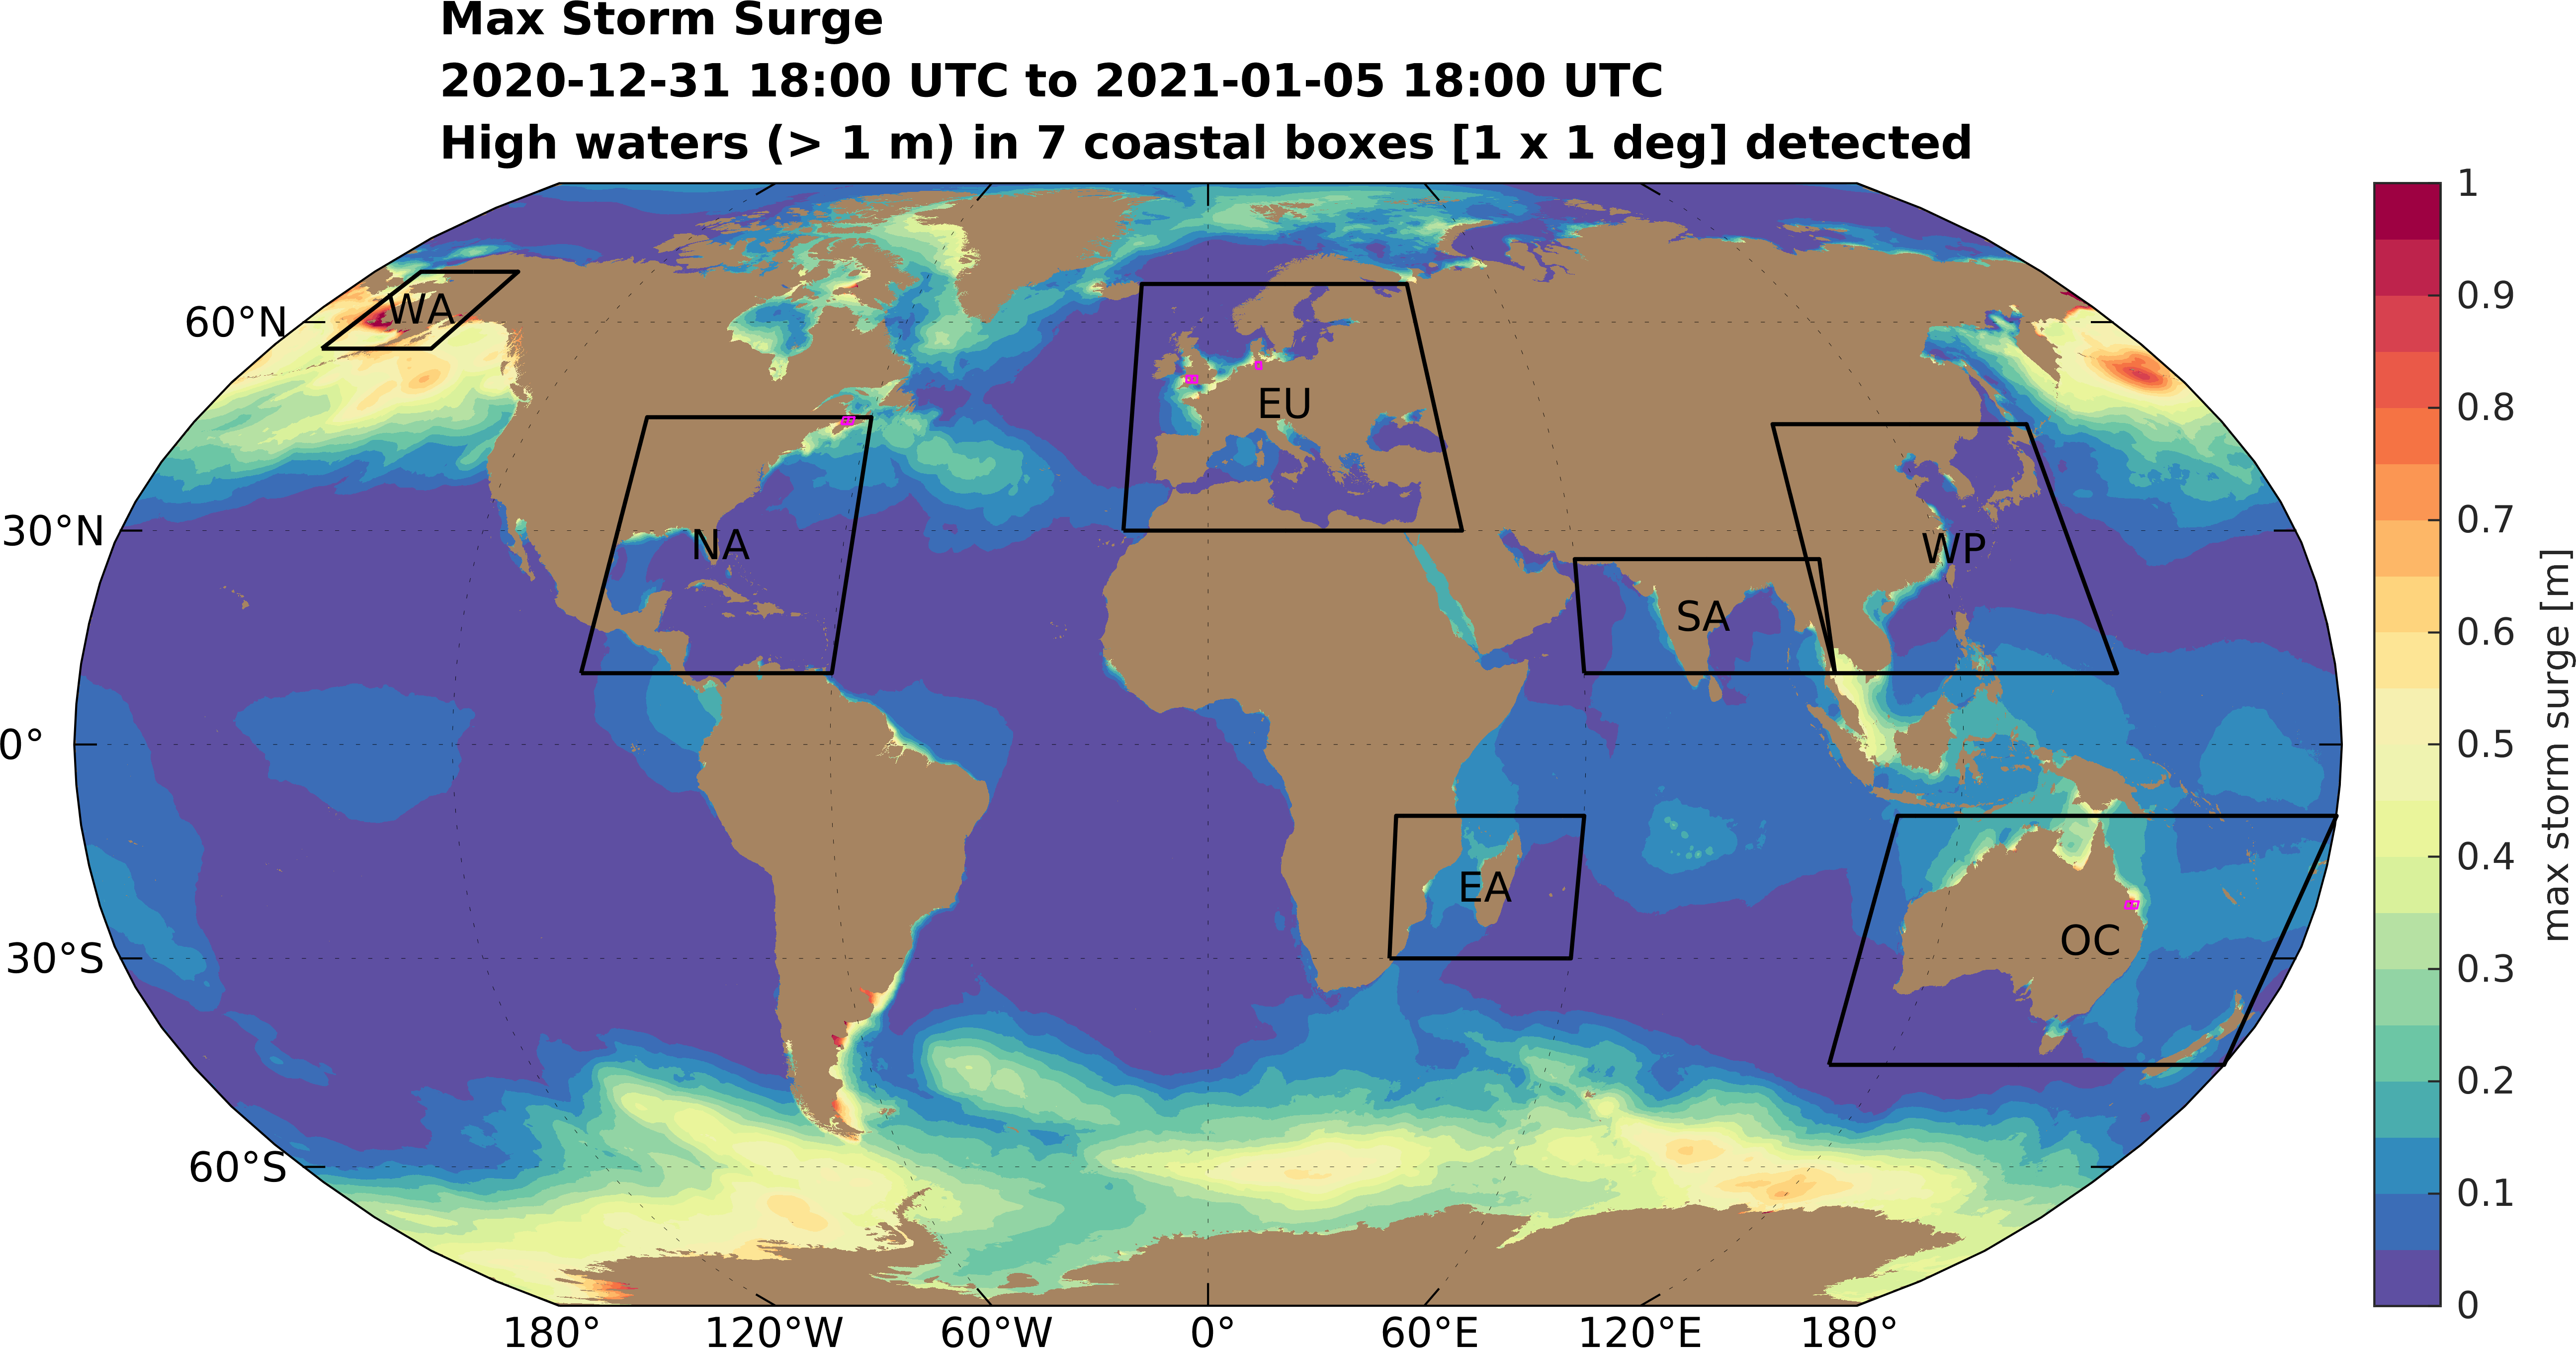 Max Storm Surge
2020-12-31 18:00 UTC to 2021-01-05 18:00 UTC
High waters (> 1 m) in 7 coastal boxes [1 x 1 deg] detected
60°N
30°N
0°
30°S
60°S
WA
NA
EU
SA
WP
EA
OC
180°
120°W
60°W
0°
60°E
120°E
180°
1
0.9
0.8
0.7
0.6
0.5
0.4
0.3
0.2
0.1
0
max storm surge [m]